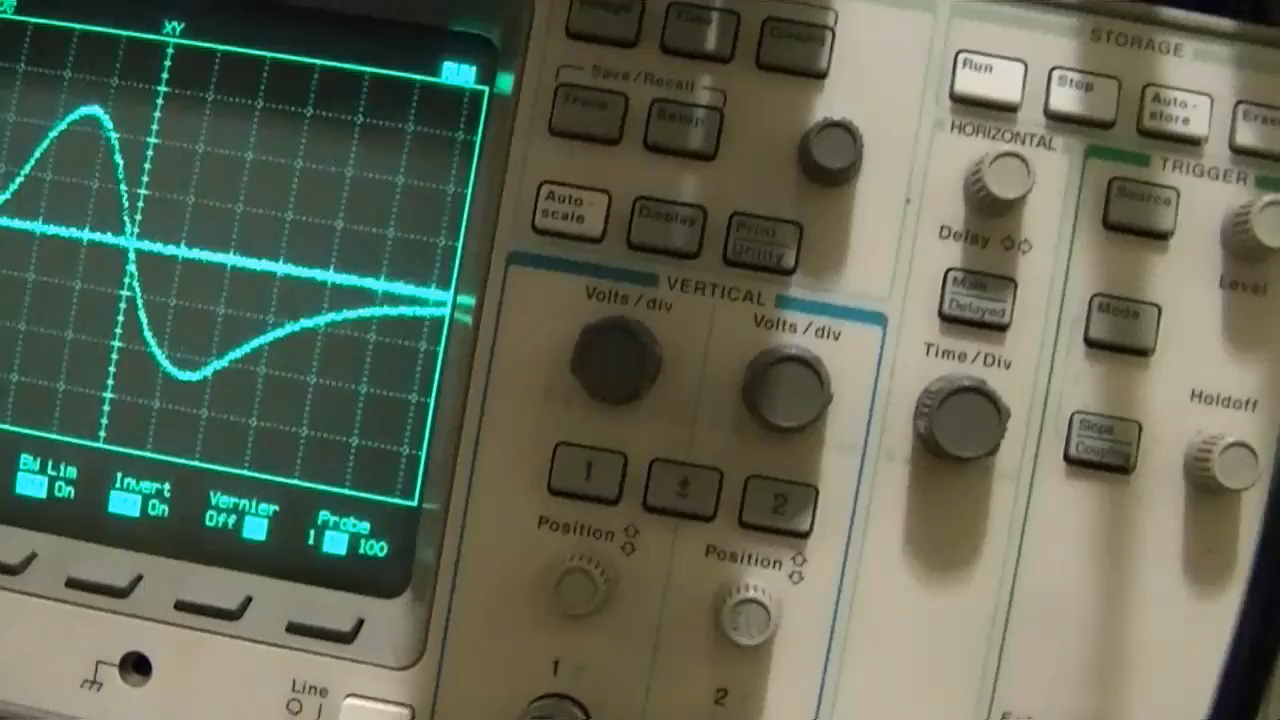 XY
RUN
STORAGE
Run
Stop
Auto-
store
Erase
Save/Recall
Trace
Setup
HORIZONTAL
TRIGGER
Auto-
scale
Display
Print
Utility
Source
Delay
Level
VERTICAL
Volts/div
Volts/div
Main
Delayed
Mode
Time/Div
Holdoff
Slope
Coupling
1
±
2
BW Lim
On
Invert
On
Vernier
Off
Probe
1 100
Position
Position
1
2
Line